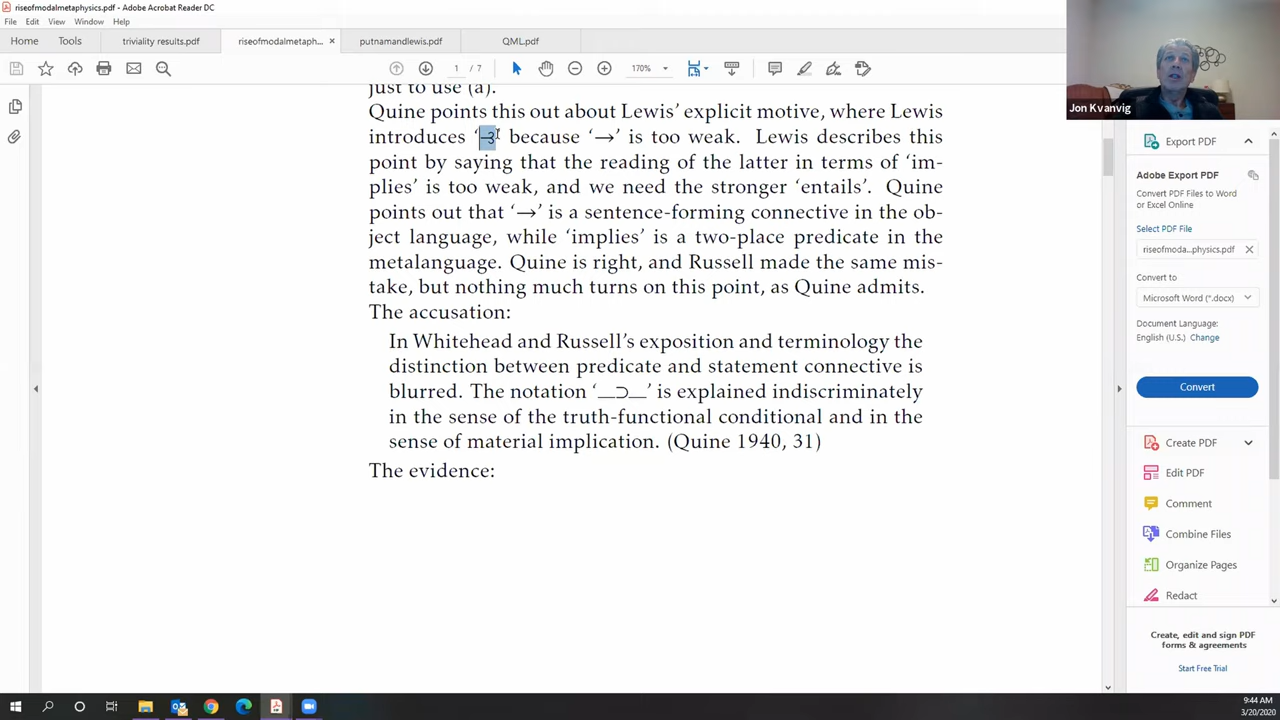 riseofmodalmetaphysics.pdf - Adobe Acrobat Reader DC
File Edit View Window Help
Home Tools triviality results.pdf riseofmodalmetaph... × putnamandlewis.pdf QML.pdf
1 / 7 170%
Jon Kvanvig
just to use (a).
Quine points this out about Lewis’ explicit motive, where Lewis
introduces ‘⥽’ because ‘→’ is too weak. Lewis describes this
point by saying that the reading of the latter in terms of ‘im-
plies’ is too weak, and we need the stronger ‘entails’. Quine
points out that ‘→’ is a sentence-forming connective in the ob-
ject language, while ‘implies’ is a two-place predicate in the
metalanguage. Quine is right, and Russell made the same mis-
take, but nothing much turns on this point, as Quine admits.
The accusation:
In Whitehead and Russell’s exposition and terminology the
distinction between predicate and statement connective is
blurred. The notation ‘__⊃__’ is explained indiscriminately
in the sense of the truth-functional conditional and in the
sense of material implication. (Quine 1940, 31)
The evidence:
Export PDF
Adobe Export PDF
Convert PDF Files to Word
or Excel Online
Select PDF File
riseofmoda...physics.pdf ×
Convert to
Microsoft Word (*.docx)
Document Language:
English (U.S.) Change
Convert
Create PDF
Edit PDF
Comment
Combine Files
Organize Pages
Redact
Create, edit and sign PDF
forms & agreements
Start Free Trial
9:44 AM
3/20/2020